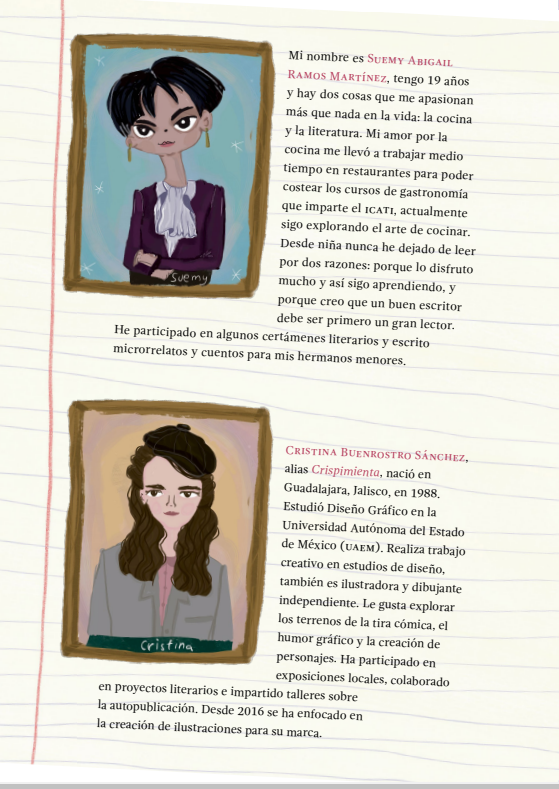 Mi nombre es Suemy Abigail
Ramos Martínez, tengo 19 años
y hay dos cosas que me apasionan
más que nada en la vida: la cocina
y la literatura. Mi amor por la
cocina me llevó a trabajar medio
tiempo en restaurantes para poder
costear los cursos de gastronomía
que imparte el ICATI, actualmente
sigo explorando el arte de cocinar.
Desde niña nunca he dejado de leer
por dos razones: porque lo disfruto
mucho y así sigo aprendiendo, y
porque creo que un buen escritor
debe ser primero un gran lector.
He participado en algunos certámenes literarios y escrito
microrrelatos y cuentos para mis hermanos menores.
Suemy
Cristina Buenrostro Sánchez,
alias Crispimienta, nació en
Guadalajara, Jalisco, en 1988.
Estudió Diseño Gráfico en la
Universidad Autónoma del Estado
de México (UAEM). Realiza trabajo
creativo en estudios de diseño,
también es ilustradora y dibujante
independiente. Le gusta explorar
los terrenos de la tira cómica, el
humor gráfico y la creación de
personajes. Ha participado en
exposiciones locales, colaborado
en proyectos literarios e impartido talleres sobre
la autopublicación. Desde 2016 se ha enfocado en
la creación de ilustraciones para su marca.
Cristina